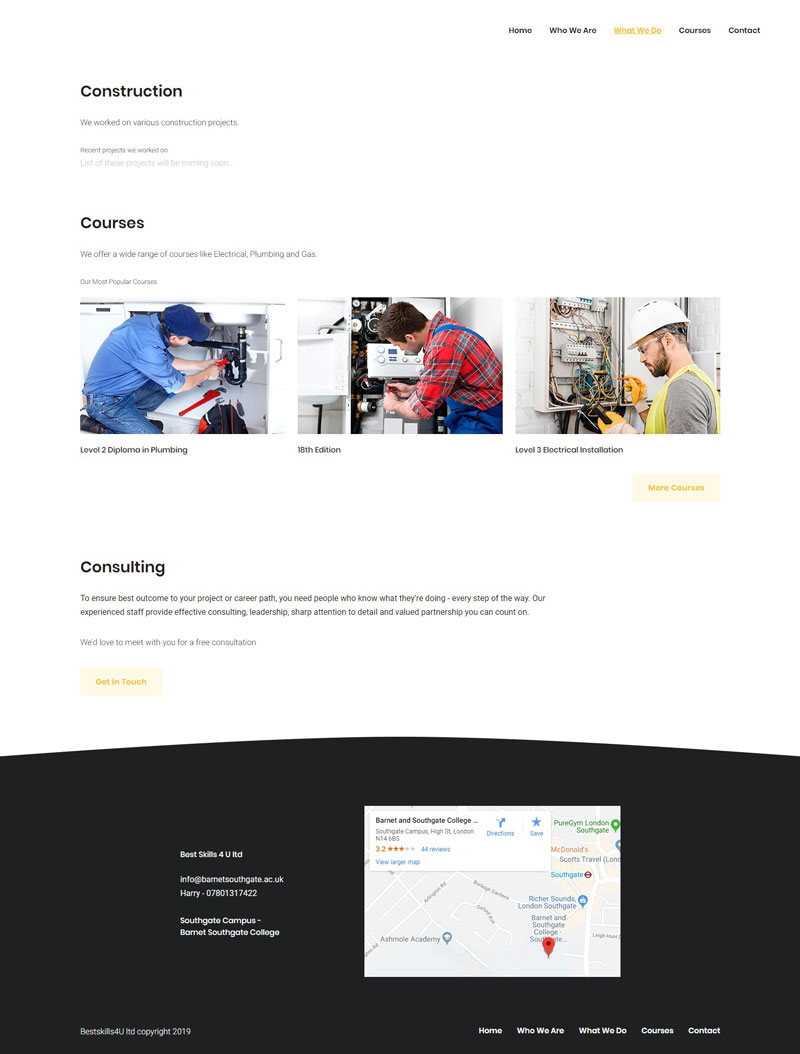 Home Who We Are What We Do Courses Contact
Construction
We worked on various construction projects.
Recent projects we worked on
List of these projects will be coming soon...
Courses
We offer a wide range of courses like Electrical, Plumbing and Gas.
Our Most Popular Courses
Level 2 Diploma in Plumbing
18th Edition
Level 3 Electrical Installation
More Courses
Consulting
To ensure best outcome to your project or career path, you need people who know what they're doing - every step of the way. Our
experienced staff provide effective consulting, leadership, sharp attention to detail and valued partnership you can count on.
We'd love to meet with you for a free consultation
Get in Touch
Best Skills 4 U ltd
info@barnetsouthgate.ac.uk
Harry - 07801317422
Southgate Campus -
Barnet Southgate College
Barnet and Southgate College ...
Southgate Campus, High St, London
N14 6BS
3.2 44 reviews
View larger map
Directions
Save
PureGym London
Southgate
McDonald's
Scotts Travel (Lond
Southgate
Richer Sounds,
London Southgate
Burleigh Gardens
Arlington Rd
Oxford Ave
Barnet and
Southgate
College -
Southgate...
Ashmole Academy
Leigh Hunt D
Bestskills4U ltd copyright 2019
Home Who We Are What We Do Courses Contact